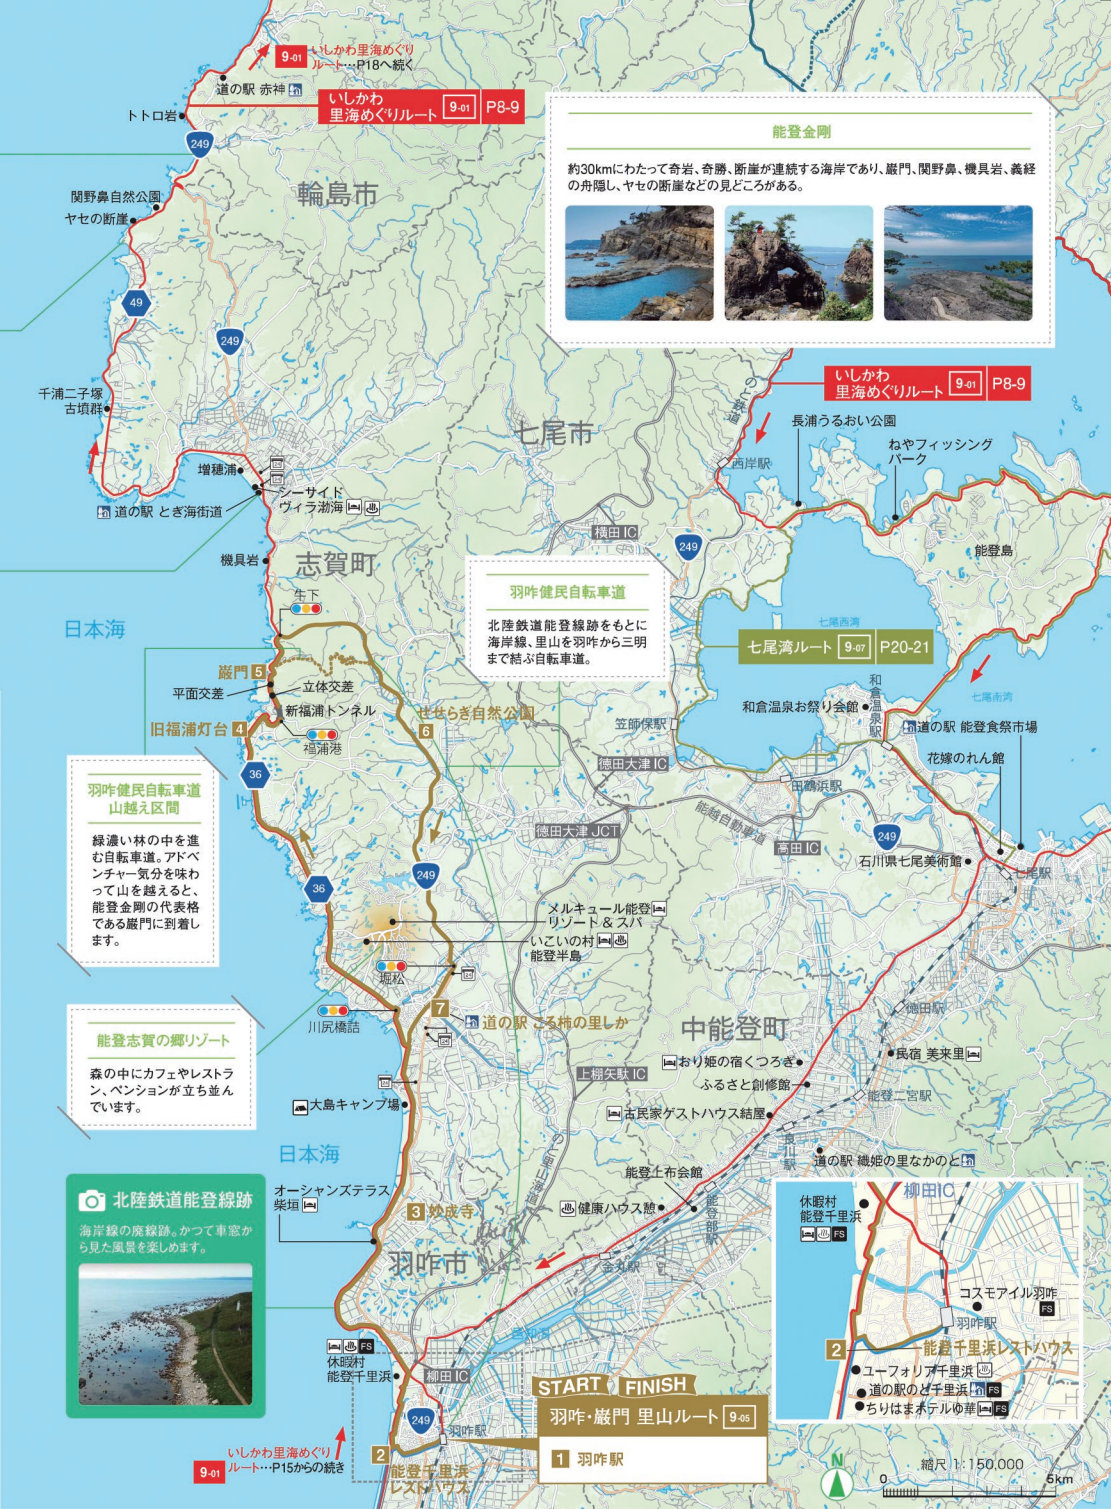 9-01 いしかわ里海めぐり
ルート…P18へ続く
道の駅 赤神
いしかわ
里海めぐりルート 9-01 P8-9
トトロ岩
249
能登金剛
約30kmにわたって奇岩、奇勝、断崖が連続する海岸であり、巌門、関野鼻、機具岩、義経
の舟隠し、ヤセの断崖などの見どころがある。
輪島市
関野鼻自然公園
ヤセの断崖
49
249
いしかわ
里海めぐりルート 9-01 P8-9
のと鉄道
千浦二子塚
古墳群
七尾市
長浦うるおい公園
ねやフィッシング
パーク
西岸駅
増穂浦
シーサイド
ヴィラ渤海
道の駅 とぎ海街道
横田IC
249
能登島
機具岩
志賀町
羽咋健民自転車道
北陸鉄道能登線跡をもとに
海岸線、里山を羽咋から三明
まで結ぶ自転車道。
生下
日本海
七尾西湾
七尾湾ルート 9-07 P20-21
巌門 5
平面交差
立体交差
新福浦トンネル
せせらぎ自然公園
6
旧福浦灯台 4
福浦港
笠師保駅
和倉温泉お祭り会館
和倉温泉駅
七尾南湾
道の駅 能登食祭市場
花嫁のれん館
36
徳田大津IC
田鶴浜駅
羽咋健民自転車道
山越え区間
緑濃い林の中を進
む自転車道。アドベ
ンチャー気分を味わ
って山を越えると、
能登金剛の代表格
である巌門に到着し
ます。
能越自動車道
徳田大津JCT
高田IC
249
石川県七尾美術館
七尾駅
36
249
メルキュール能登
リゾート＆スパ
いこいの村
能登半島
堀松
7
道の駅 ころ柿の里しか
川尻橋詰
徳田駅
能登志賀の郷リゾート
森の中にカフェやレストラ
ン、ペンションが立ち並ん
でいます。
中能登町
民宿 美来里
おり姫の宿くつろぎ
上棚矢駄IC
ふるさと創修館
能登二宮駅
大島キャンプ場
古民家ゲストハウス結屋
良川駅
のと里山海道
日本海
道の駅 織姫の里なかのと
能登上布会館
北陸鉄道能登線跡
海岸線の廃線跡。かつて車窓か
ら見た風景を楽しめます。
オーシャンズテラス
柴垣
3 妙成寺
健康ハウス憩
能登部駅
羽咋市
金丸駅
柳田IC
休暇村
能登千里浜
FS
コスモアイル羽咋
FS
羽咋駅
2
能登千里浜レストハウス
ユーフォリア千里浜
道の駅のと千里浜 FS
ちりはまホテルゆ華 FS
FS
休暇村
能登千里浜
柳田IC
START FINISH
羽咋・巌門 里山ルート 9-05
1 羽咋駅
249
羽咋駅
2
能登千里浜
レストハウス
いしかわ里海めぐり
9-01 ルート…P15からの続き
N
縮尺 1:150,000
0 5km